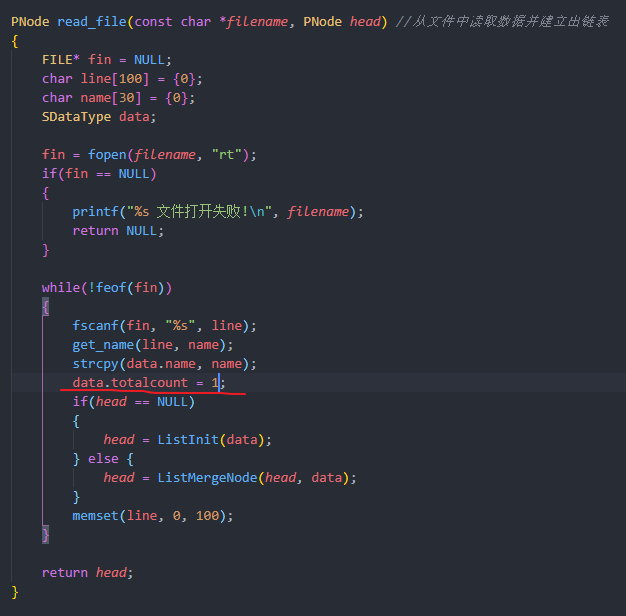 PNode read_file(const char *filename, PNode head) //从文件中读取数据并建立出链表
{
    FILE* fin = NULL;
    char line[100] = {0};
    char name[30] = {0};
    SDataType data;
    fin = fopen(filename, "rt");
    if(fin == NULL)
    {
        printf("%s 文件打开失败!\n", filename);
        return NULL;
    }
    while(!feof(fin))
    {
        fscanf(fin, "%s", line);
        get_name(line, name);
        strcpy(data.name, name);
        data.totalcount = 1;
        if(head == NULL)
        {
            head = ListInit(data);
        } else {
            head = ListMergeNode(head, data);
        }
        memset(line, 0, 100);
    }
    return head;
}